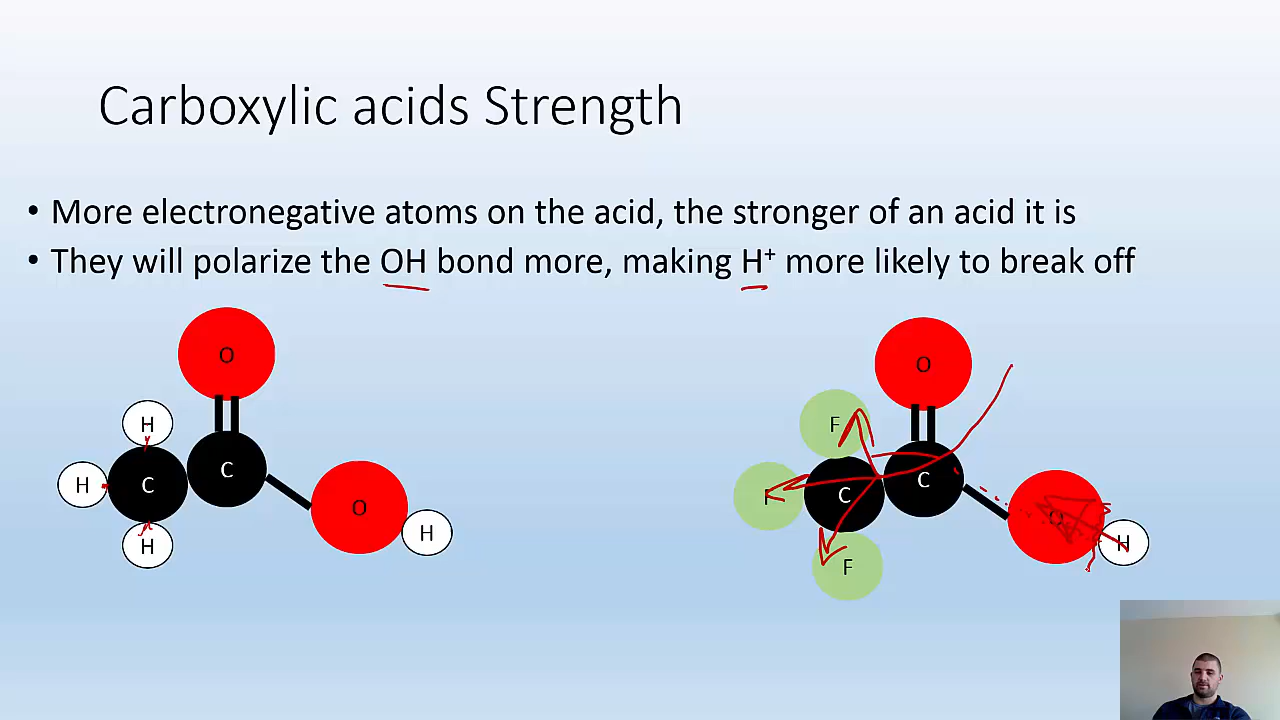 Carboxylic acids Strength
• More electronegative atoms on the acid, the stronger of an acid it is
• They will polarize the OH bond more, making H⁺ more likely to break off
O
H
H
C
C
H
O
H
O
F
F
C
C
F
O
H